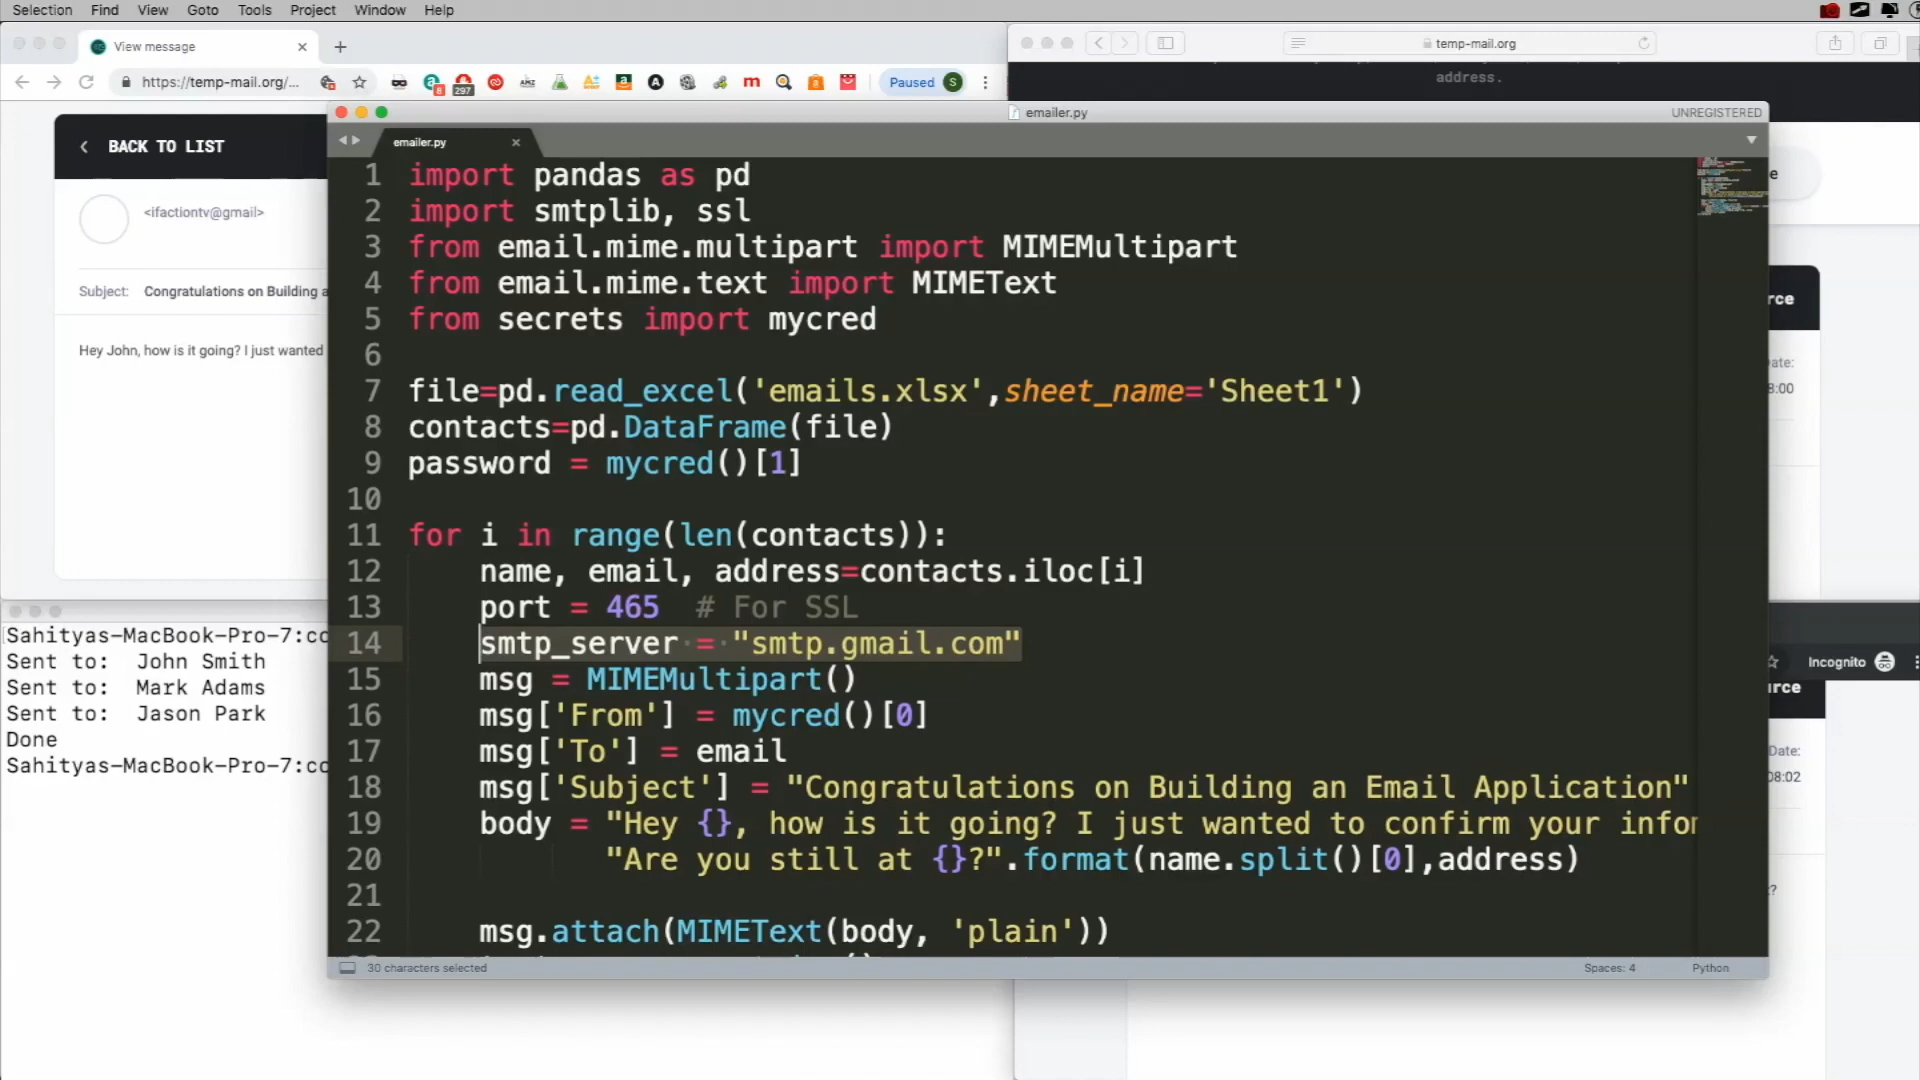 Selection Find View Goto Tools Project Window Help
View message
temp-mail.org
https://temp-mail.org/...
8
297
Paused S
address.
emailer.py
UNREGISTERED
BACK TO LIST
emailer.py
<ifactiontv@gmail>
Subject: Congratulations on Building a
Hey John, how is it going? I just wanted
1 import pandas as pd
2 import smtplib, ssl
3 from email.mime.multipart import MIMEMultipart
4 from email.mime.text import MIMEText
5 from secrets import mycred
6
7 file=pd.read_excel('emails.xlsx',sheet_name='Sheet1')
8 contacts=pd.DataFrame(file)
9 password = mycred()[1]
10
11 for i in range(len(contacts)):
12 name, email, address=contacts.iloc[i]
13 port = 465 # For SSL
14 smtp_server = "smtp.gmail.com"
15 msg = MIMEMultipart()
16 msg['From'] = mycred()[0]
17 msg['To'] = email
18 msg['Subject'] = "Congratulations on Building an Email Application"
19 body = "Hey {}, how is it going? I just wanted to confirm your infor
20 "Are you still at {}?".format(name.split()[0],address)
21
22 msg.attach(MIMEText(body, 'plain'))
30 characters selected
Spaces: 4
Python
Sahityas-MacBook-Pro-7:co
Sent to: John Smith
Sent to: Mark Adams
Sent to: Jason Park
Done
Sahityas-MacBook-Pro-7:co
e
rce
ate:
8:00
Incognito
urce
Date:
08:02
?